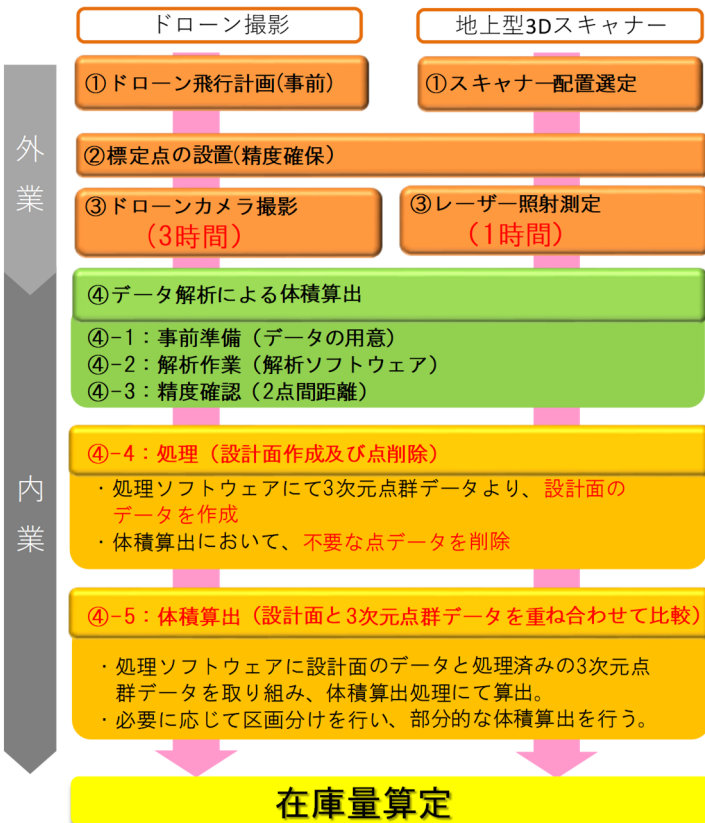 ドローン撮影
地上型3Dスキャナー
外業
①ドローン飛行計画(事前)
①スキャナー配置選定
②標定点の設置(精度確保)
③ドローンカメラ撮影
(3時間)
③レーザー照射測定
(1時間)
内業
④データ解析による体積算出
④-1：事前準備（データの用意）
④-2：解析作業（解析ソフトウェア）
④-3：精度確認（2点間距離）
④-4：処理（設計面作成及び点削除）
・処理ソフトウェアにて3次元点群データより、設計面の
データを作成
・体積算出において、不要な点データを削除
④-5：体積算出（設計面と3次元点群データを重ね合わせて比較）
・処理ソフトウェアに設計面のデータと処理済みの3次元点
群データを取り組み、体積算出処理にて算出。
・必要に応じて区画分けを行い、部分的な体積算出を行う。
在庫量算定